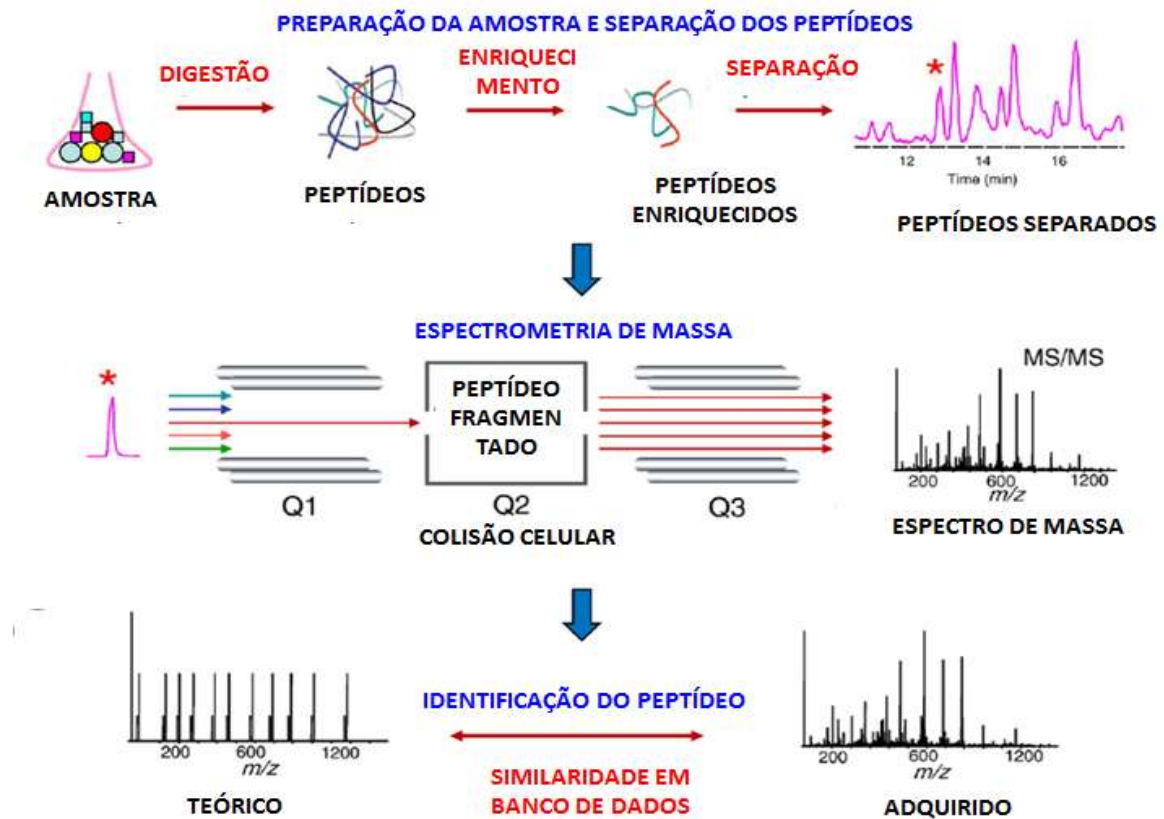 PREPARAÇÃO DA AMOSTRA E SEPARAÇÃO DOS PEPTÍDEOS
DIGESTÃO
ENRIQUECI
MENTO
SEPARAÇÃO
*
12 14 16
Time (min)
AMOSTRA
PEPTÍDEOS
PEPTÍDEOS
ENRIQUECIDOS
PEPTÍDEOS SEPARADOS
ESPECTROMETRIA DE MASSA
*
PEPTÍDEO
FRAGMEN
TADO
MS/MS
Q1
Q2
Q3
COLISÃO CELULAR
200 600 1200
m/z
ESPECTRO DE MASSA
IDENTIFICAÇÃO DO PEPTÍDEO
200 600 1200
m/z
TEÓRICO
SIMILARIDADE EM
BANCO DE DADOS
200 600 1200
m/z
ADQUIRIDO